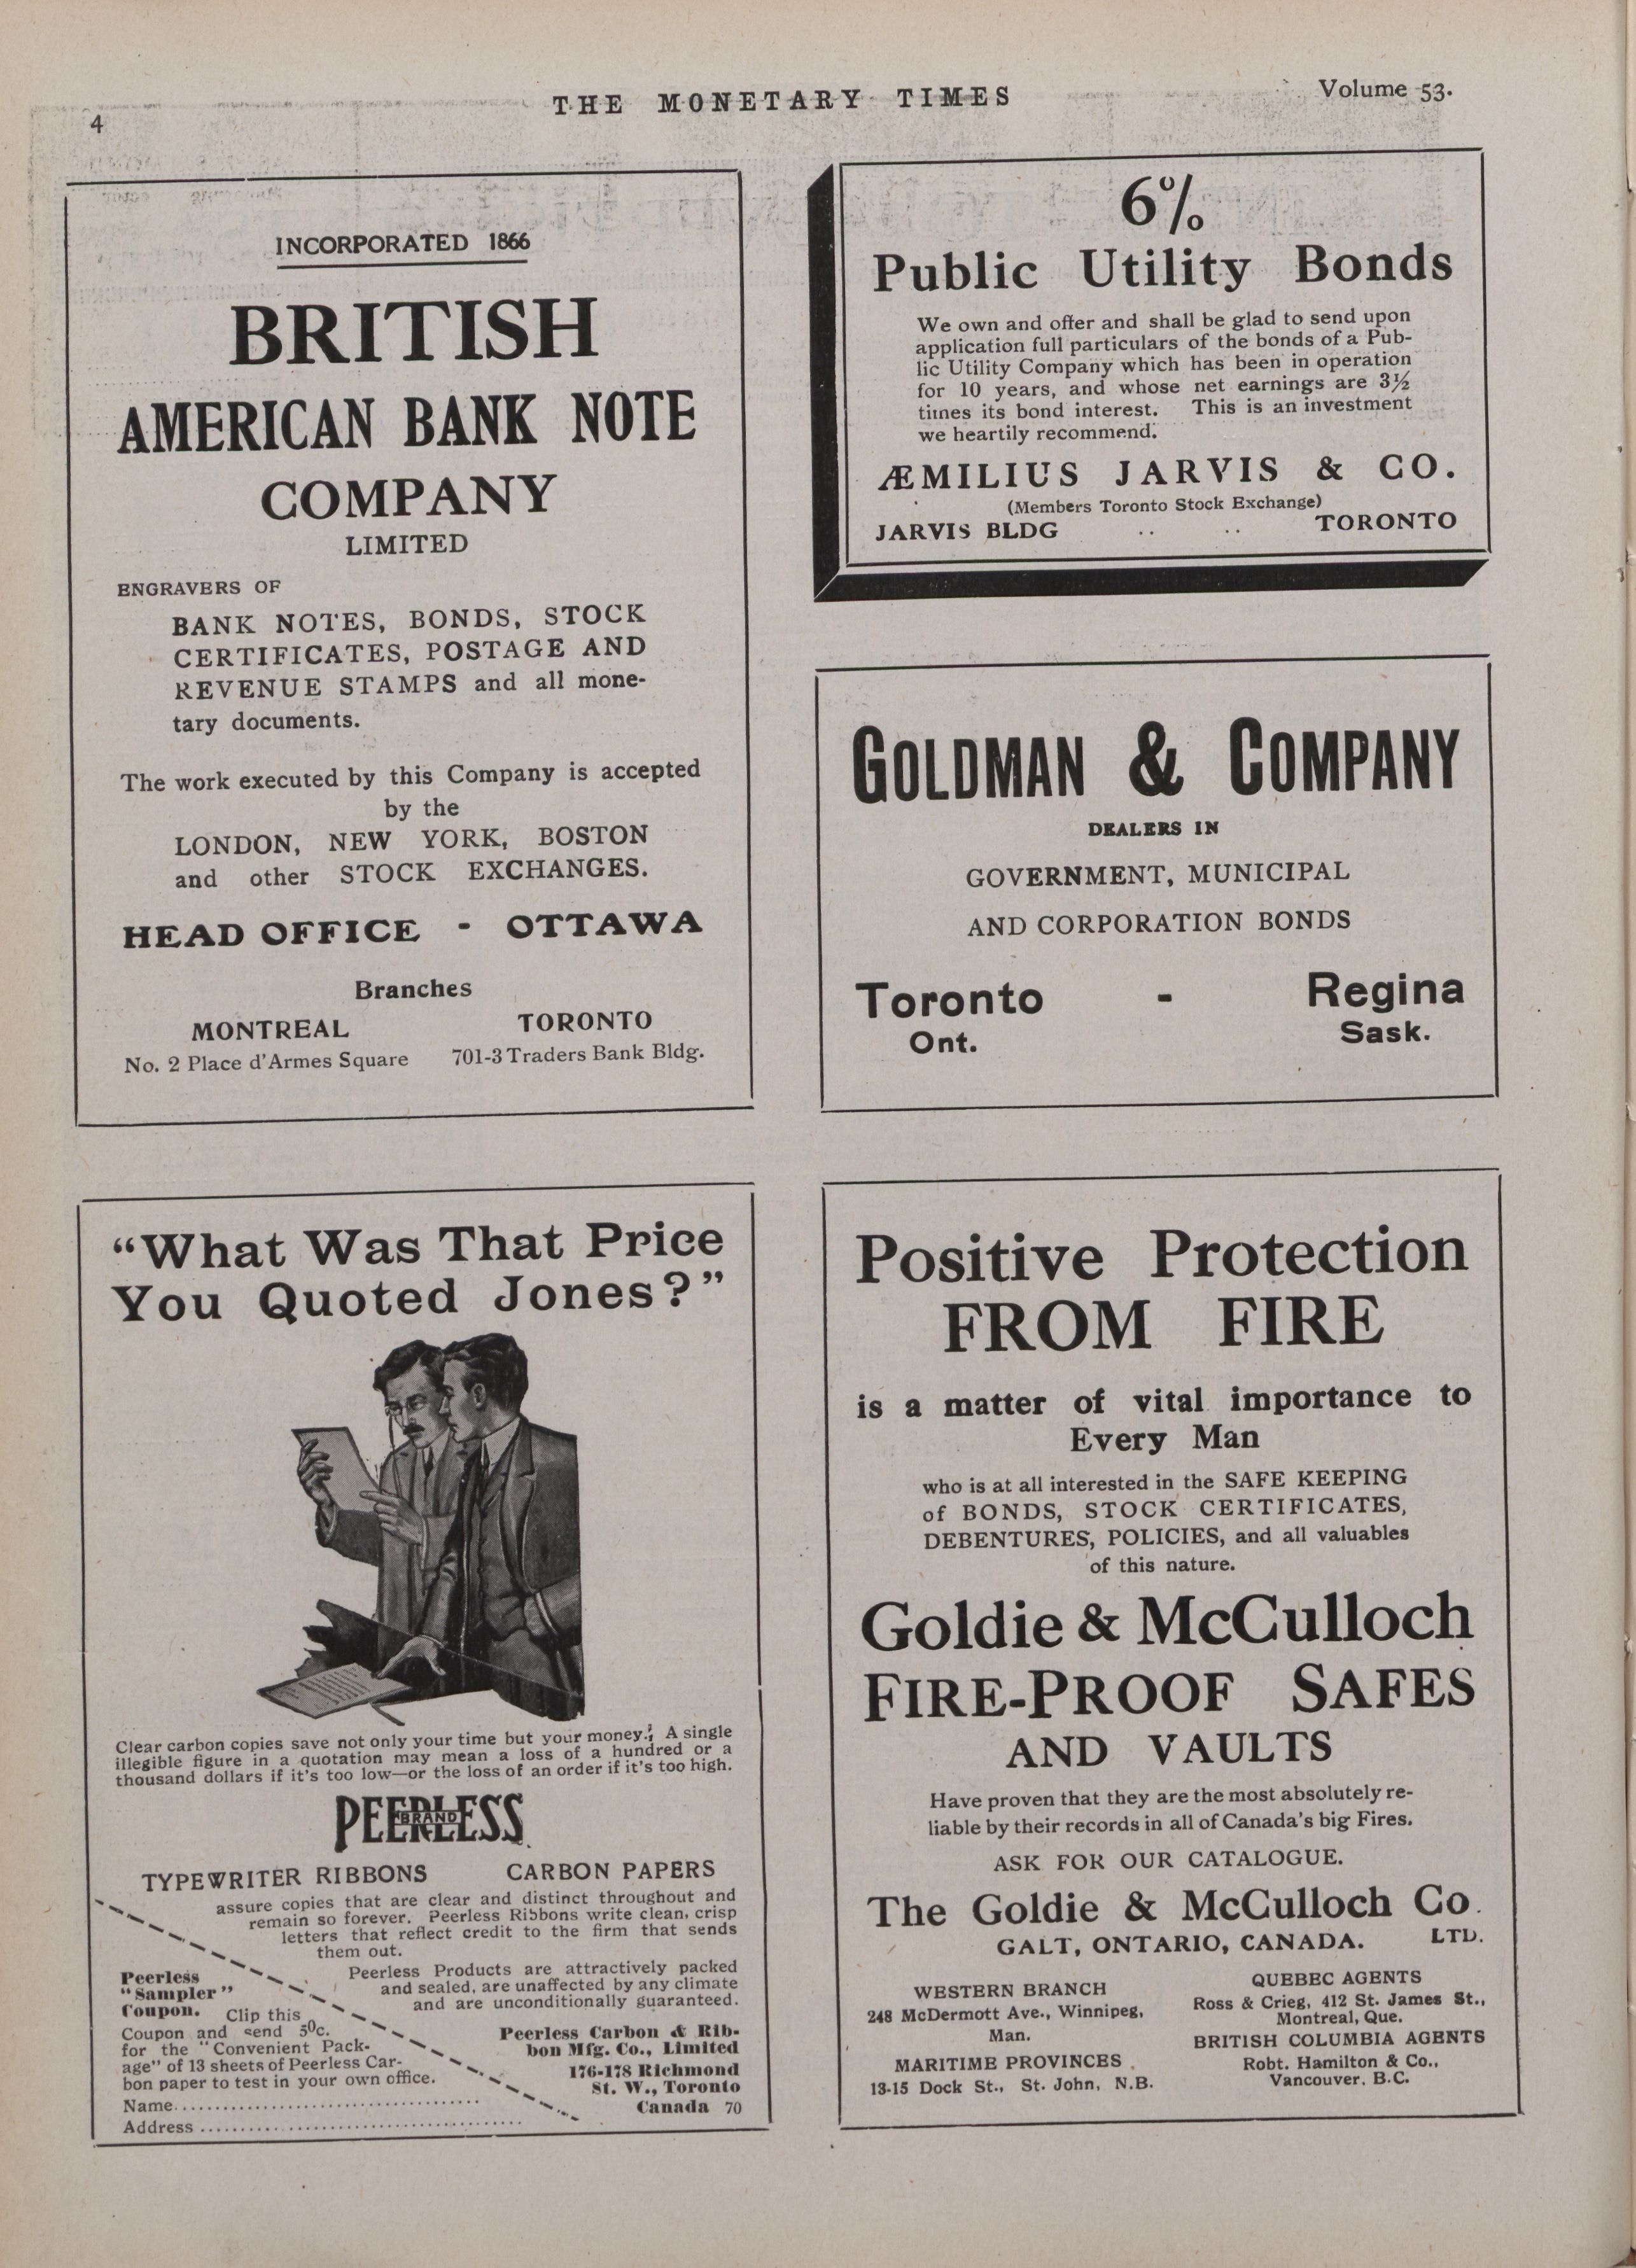 4
THE MONETARY TIMES
Volume 53.
INCORPORATED 1866
BRITISH
AMERICAN BANK NOTE
COMPANY
LIMITED
ENGRAVERS OF
BANK NOTES, BONDS, STOCK
CERTIFICATES, POSTAGE AND
REVENUE STAMPS and all mone-
tary documents.
The work executed by this Company is accepted
by the
LONDON, NEW YORK, BOSTON
and other STOCK EXCHANGES.
HEAD OFFICE - OTTAWA
Branches
MONTREAL
No. 2 Place d'Armes Square
TORONTO
701-3 Traders Bank Bldg.
6%
Public Utility Bonds
We own and offer and shall be glad to send upon
application full particulars of the bonds of a Pub-
lic Utility Company which has been in operation
for 10 years, and whose net earnings are 3½
times its bond interest. This is an investment
we heartily recommend.
ÆMILIUS JARVIS & CO.
(Members Toronto Stock Exchange)
JARVIS BLDG .. .. TORONTO
GOLDMAN & COMPANY
DEALERS IN
GOVERNMENT, MUNICIPAL
AND CORPORATION BONDS
Toronto - Regina
Ont. Sask.
"What Was That Price
You Quoted Jones?"
Clear carbon copies save not only your time but your money. A single
illegible figure in a quotation may mean a loss of a hundred or a
thousand dollars if it's too low—or the loss of an order if it's too high.
PEERLESS
BRAND
TYPEWRITER RIBBONS CARBON PAPERS
assure copies that are clear and distinct throughout and
remain so forever. Peerless Ribbons write clean, crisp
letters that reflect credit to the firm that sends
them out.
Peerless Products are attractively packed
and sealed, are unaffected by any climate
and are unconditionally guaranteed.
Peerless Carbon & Rib-
bon Mfg. Co., Limited
176-178 Richmond
St. W., Toronto
Canada 70
Peerless
"Sampler"
Coupon. Clip this
Coupon and send 50c.
for the "Convenient Pack-
age" of 13 sheets of Peerless Car-
bon paper to test in your own office.
Name......................................
Address ........................................
Positive Protection
FROM FIRE
is a matter of vital importance to
Every Man
who is at all interested in the SAFE KEEPING
of BONDS, STOCK CERTIFICATES,
DEBENTURES, POLICIES, and all valuables
of this nature.
Goldie & McCulloch
FIRE-PROOF SAFES
AND VAULTS
Have proven that they are the most absolutely re-
liable by their records in all of Canada's big Fires.
ASK FOR OUR CATALOGUE.
The Goldie & McCulloch Co.
GALT, ONTARIO, CANADA. LTD.
WESTERN BRANCH
248 McDermott Ave., Winnipeg,
Man.
MARITIME PROVINCES
13-15 Dock St., St. John, N.B.
QUEBEC AGENTS
Ross & Crieg, 412 St. James St.,
Montreal, Que.
BRITISH COLUMBIA AGENTS
Robt. Hamilton & Co.,
Vancouver, B.C.